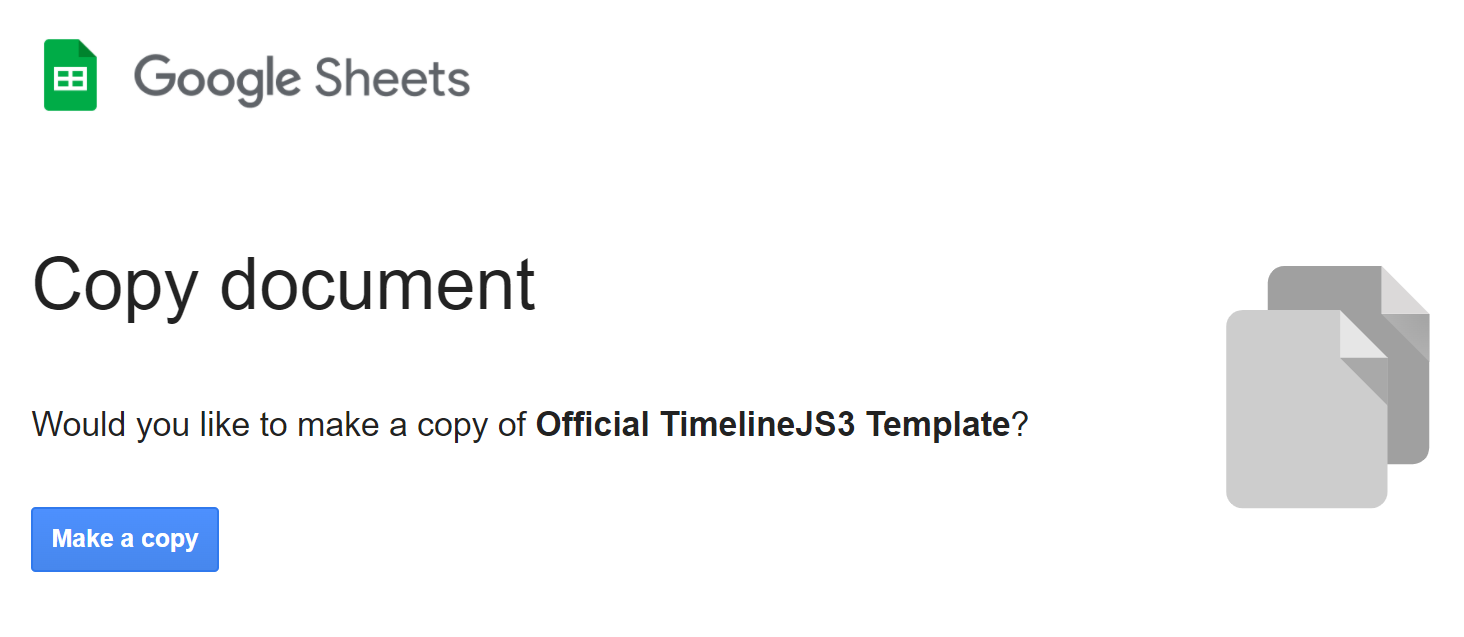 Google Sheets
Copy document
Would you like to make a copy of Official TimelineJS3 Template?
Make a copy